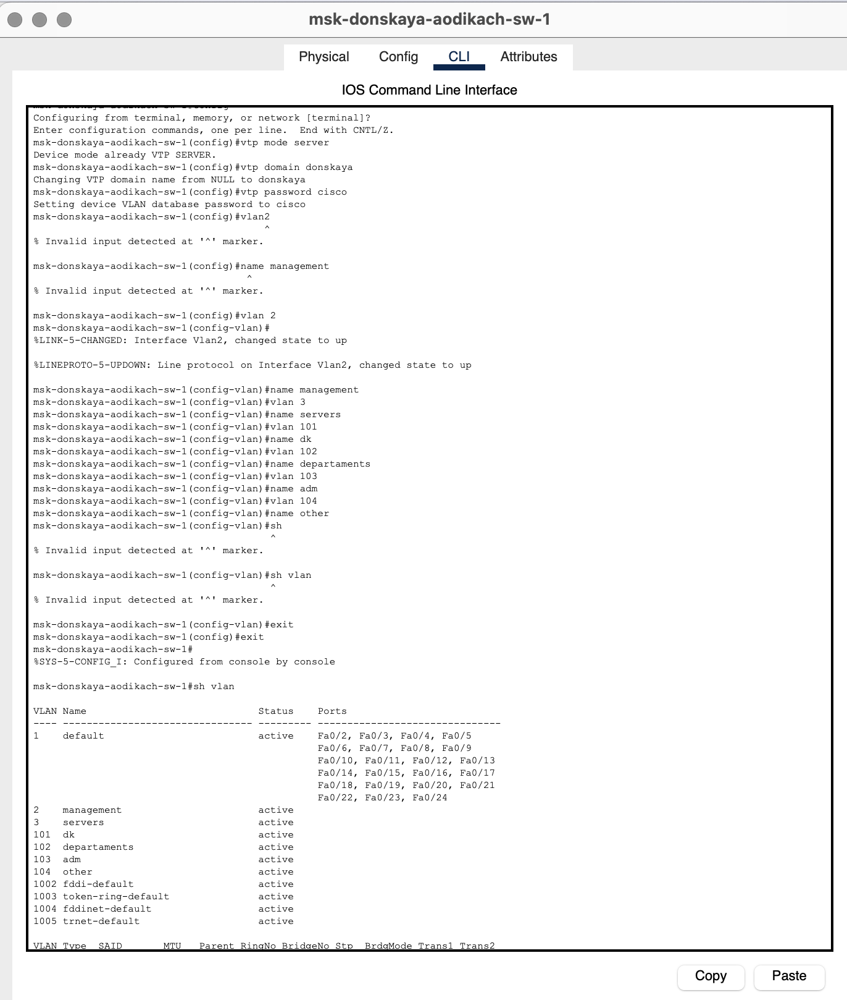 msk-donskaya-aodikach-sw-1
Physical Config CLI Attributes
IOS Command Line Interface
Configuring from terminal, memory, or network [terminal]?
Enter configuration commands, one per line.  End with CNTL/Z.
msk-donskaya-aodikach-sw-1(config)#vtp mode server
Device mode already VTP SERVER.
msk-donskaya-aodikach-sw-1(config)#vtp domain donskaya
Changing VTP domain name from NULL to donskaya
msk-donskaya-aodikach-sw-1(config)#vtp password cisco
Setting device VLAN database password to cisco
msk-donskaya-aodikach-sw-1(config)#vlan2
^
% Invalid input detected at '^' marker.
msk-donskaya-aodikach-sw-1(config)#name management
^
% Invalid input detected at '^' marker.
msk-donskaya-aodikach-sw-1(config)#vlan 2
msk-donskaya-aodikach-sw-1(config-vlan)#
%LINK-5-CHANGED: Interface Vlan2, changed state to up
%LINEPROTO-5-UPDOWN: Line protocol on Interface Vlan2, changed state to up
msk-donskaya-aodikach-sw-1(config-vlan)#name management
msk-donskaya-aodikach-sw-1(config-vlan)#vlan 3
msk-donskaya-aodikach-sw-1(config-vlan)#name servers
msk-donskaya-aodikach-sw-1(config-vlan)#vlan 101
msk-donskaya-aodikach-sw-1(config-vlan)#name dk
msk-donskaya-aodikach-sw-1(config-vlan)#vlan 102
msk-donskaya-aodikach-sw-1(config-vlan)#name departaments
msk-donskaya-aodikach-sw-1(config-vlan)#vlan 103
msk-donskaya-aodikach-sw-1(config-vlan)#name adm
msk-donskaya-aodikach-sw-1(config-vlan)#vlan 104
msk-donskaya-aodikach-sw-1(config-vlan)#name other
msk-donskaya-aodikach-sw-1(config-vlan)#sh
^
% Invalid input detected at '^' marker.
msk-donskaya-aodikach-sw-1(config-vlan)#sh vlan
^
% Invalid input detected at '^' marker.
msk-donskaya-aodikach-sw-1(config-vlan)#exit
msk-donskaya-aodikach-sw-1(config)#exit
msk-donskaya-aodikach-sw-1#
%SYS-5-CONFIG_I: Configured from console by console
msk-donskaya-aodikach-sw-1#sh vlan
VLAN Name                             Status    Ports
---- -------------------------------- --------- -------------------------------
1    default                          active    Fa0/2, Fa0/3, Fa0/4, Fa0/5
Fa0/6, Fa0/7, Fa0/8, Fa0/9
Fa0/10, Fa0/11, Fa0/12, Fa0/13
Fa0/14, Fa0/15, Fa0/16, Fa0/17
Fa0/18, Fa0/19, Fa0/20, Fa0/21
Fa0/22, Fa0/23, Fa0/24
2    management                       active
3    servers                          active
101  dk                               active
102  departaments                     active
103  adm                              active
104  other                            active
1002 fddi-default                     active
1003 token-ring-default               active
1004 fddinet-default                  active
1005 trnet-default                    active
VLAN Type  SAID       MTU   Parent RingNo BridgeNo Stp  BrdgMode Trans1 Trans2
Copy Paste